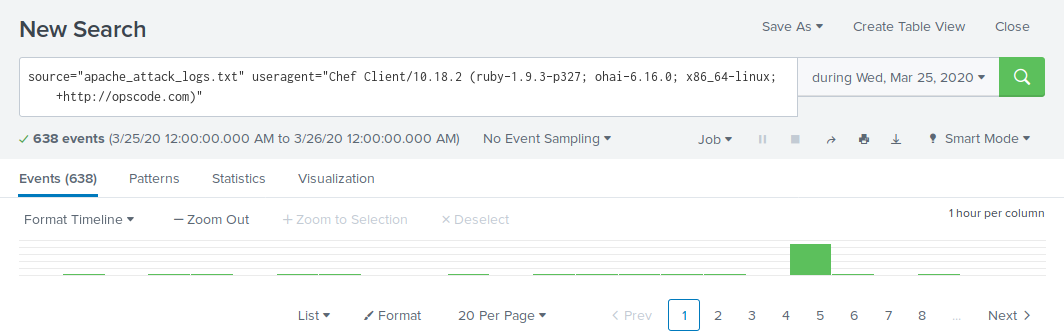 New Search
Save As Create Table View Close
source="apache_attack_logs.txt" useragent="Chef Client/10.18.2 (ruby-1.9.3-p327; ohai-6.16.0; x86_64-linux;
+http://opscode.com)"
during Wed, Mar 25, 2020
638 events (3/25/20 12:00:00.000 AM to 3/26/20 12:00:00.000 AM) No Event Sampling Job Smart Mode
Events (638) Patterns Statistics Visualization
Format Timeline — Zoom Out + Zoom to Selection × Deselect 1 hour per column
List Format 20 Per Page < Prev 1 2 3 4 5 6 7 8 ... Next >